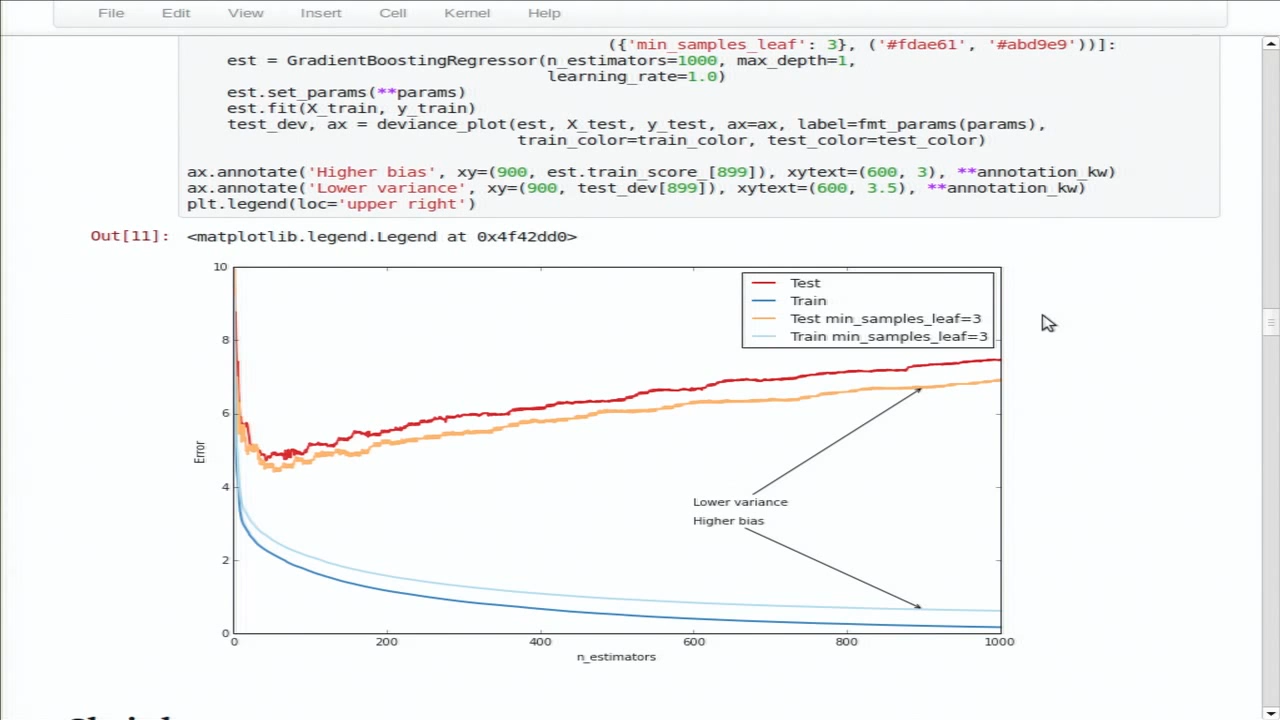 File Edit View Insert Cell Kernel Help
({'min_samples_leaf': 3}, ('#fdae61', '#abd9e9'))]:
est = GradientBoostingRegressor(n_estimators=1000, max_depth=1,
learning_rate=1.0)
est.set_params(**params)
est.fit(X_train, y_train)
test_dev, ax = deviance_plot(est, X_test, y_test, ax=ax, label=fmt_params(params),
train_color=train_color, test_color=test_color)
ax.annotate('Higher bias', xy=(900, est.train_score_[899]), xytext=(600, 3), **annotation_kw)
ax.annotate('Lower variance', xy=(900, test_dev[899]), xytext=(600, 3.5), **annotation_kw)
plt.legend(loc='upper right')
Out[11]: <matplotlib.legend.Legend at 0x4f42dd0>
10
Test
Train
Test min_samples_leaf=3
Train min_samples_leaf=3
8
6
Error
4
Lower variance
Higher bias
2
0
0 200 400 600 800 1000
n_estimators